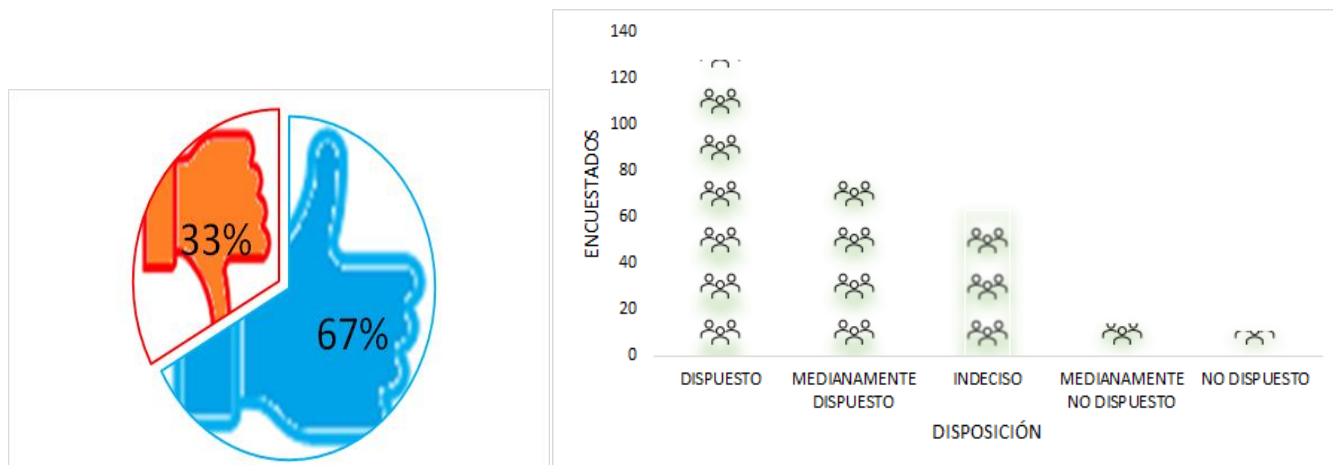 33%
67%
140
120
100
80
60
40
20
0
ENCUESTADOS
DISPUESTO
MEDIANAMENTE
DISPUESTO
INDECISO
MEDIANAMENTE
NO DISPUESTO
NO DISPUESTO
DISPOSICIÓN